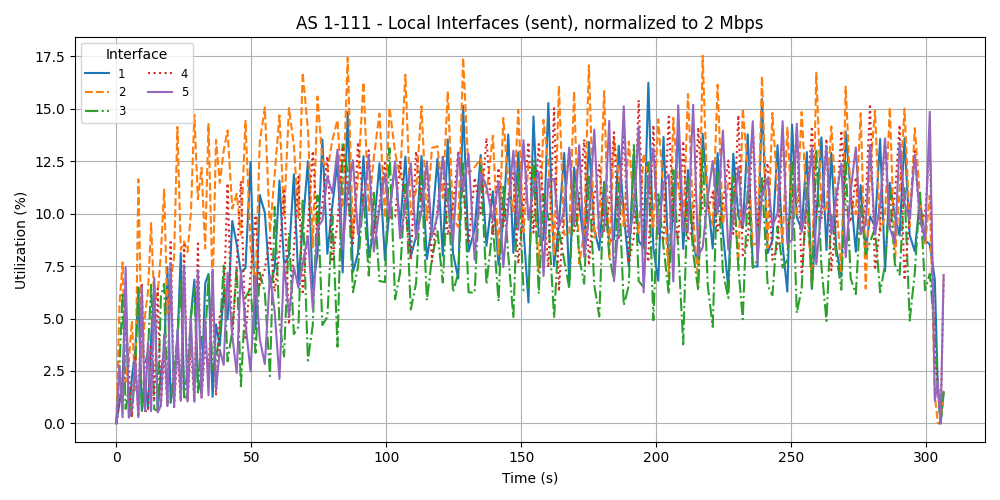 AS 1-111 - Local Interfaces (sent), normalized to 2 Mbps
Interface
1 4
2 5
3
17.5
15.0
12.5
10.0
7.5
5.0
2.5
0.0
Utilization (%)
0 50 100 150 200 250 300
Time (s)